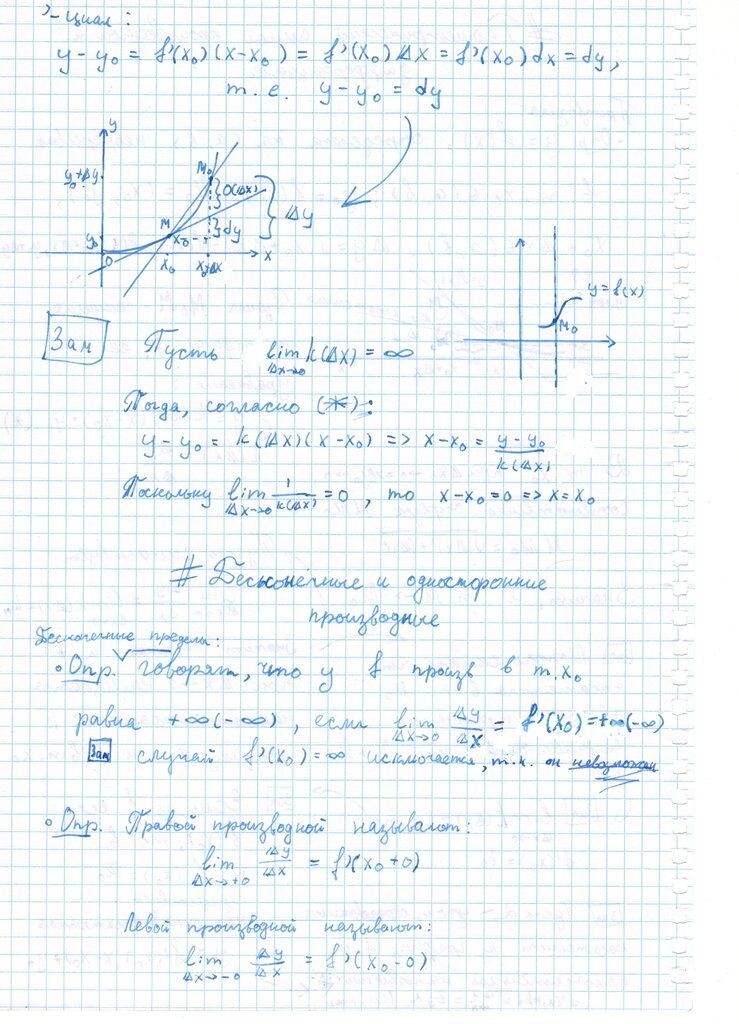 ?-циал:
y-y₀ = f'(x₀)(x-x₀) = f'(x₀)Δx = f'(x₀)dx = dy,
т.е. y-y₀ = dy
y
y₀+Δy
M₀
O(Δx)
Δy
M
x₀
dy
y₀
O
x₀
x₀+Δx
x
y=f(x)
M₀
Зам
Пусть lim k(Δx) = ∞
Δx→0
Тогда, согласно (*):
y-y₀ = k(Δx)(x-x₀) => x-x₀ = (y-y₀)/k(Δx)
Поскольку lim 1/k(Δx) = 0, то x-x₀=0 => x=x₀
Δx→0
# Бесконечные и односторонние
производные
Бесконечные пределы:
Опр. говорят, что у f произв в т.x₀
равна +∞(-∞), если lim Δy/Δx = f'(x₀)=+∞(-∞)
Δx→0
Зам случай f'(x₀)=∞ исключается, т.к. он невозможен
Опр. Правой производной называют:
lim Δy/Δx = f'(x₀+0)
Δx→+0
Левой производной называют:
lim Δy/Δx = f'(x₀-0)
Δx→-0